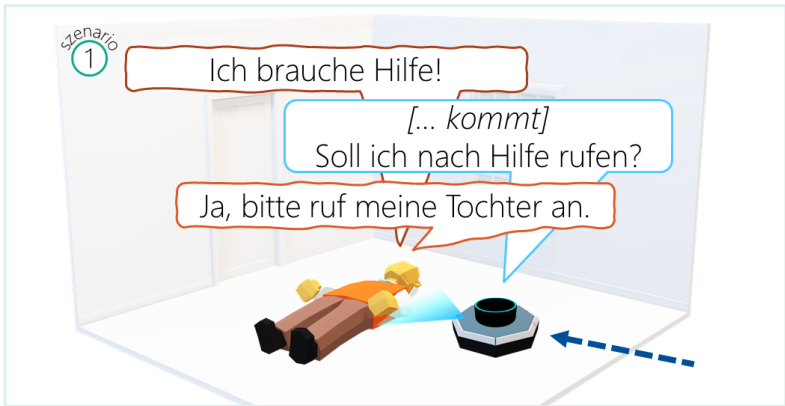 szenario
1
Ich brauche Hilfe!
[... kommt]
Soll ich nach Hilfe rufen?
Ja, bitte ruf meine Tochter an.